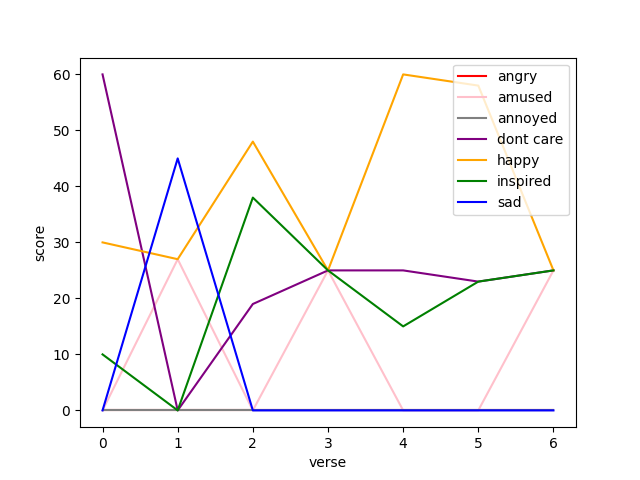 60
50
40
30
20
10
0
score
0 1 2 3 4 5 6
verse
angry
amused
annoyed
dont care
happy
inspired
sad